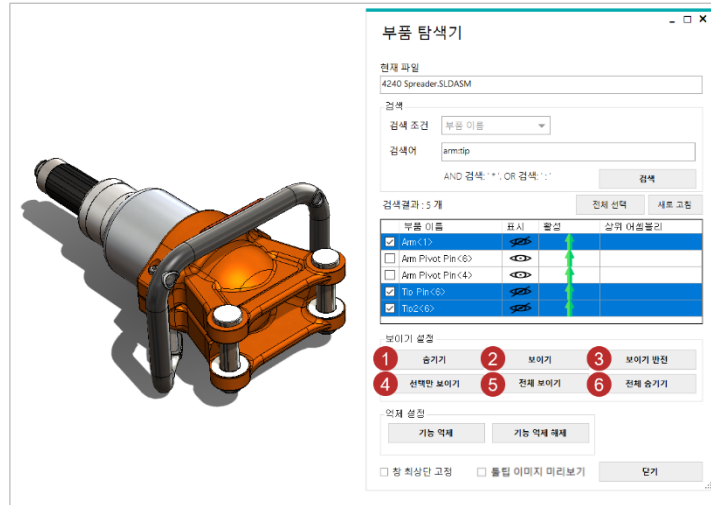 부품 탐색기
현재 파일
4240 Spreader.SLDASM
검색
검색 조건 부품 이름
검색어 arm:tip
AND 검색: ' * ', OR 검색: ' : ' 검색
검색결과 : 5 개 전체 선택 새로 고침
부품 이름 표시 활성 상위 어셈블리
Arm<1>
Arm Pivot Pin<6>
Arm Pivot Pin<4>
Tip Pin<6>
Tip2<6>
보이기 설정
1 숨기기 2 보이기 3 보이기 반전
4 선택만 보이기 5 전체 보이기 6 전체 숨기기
억제 설정
기능 억제 기능 억제 해제
창 최상단 고정 툴팁 이미지 미리보기 닫기